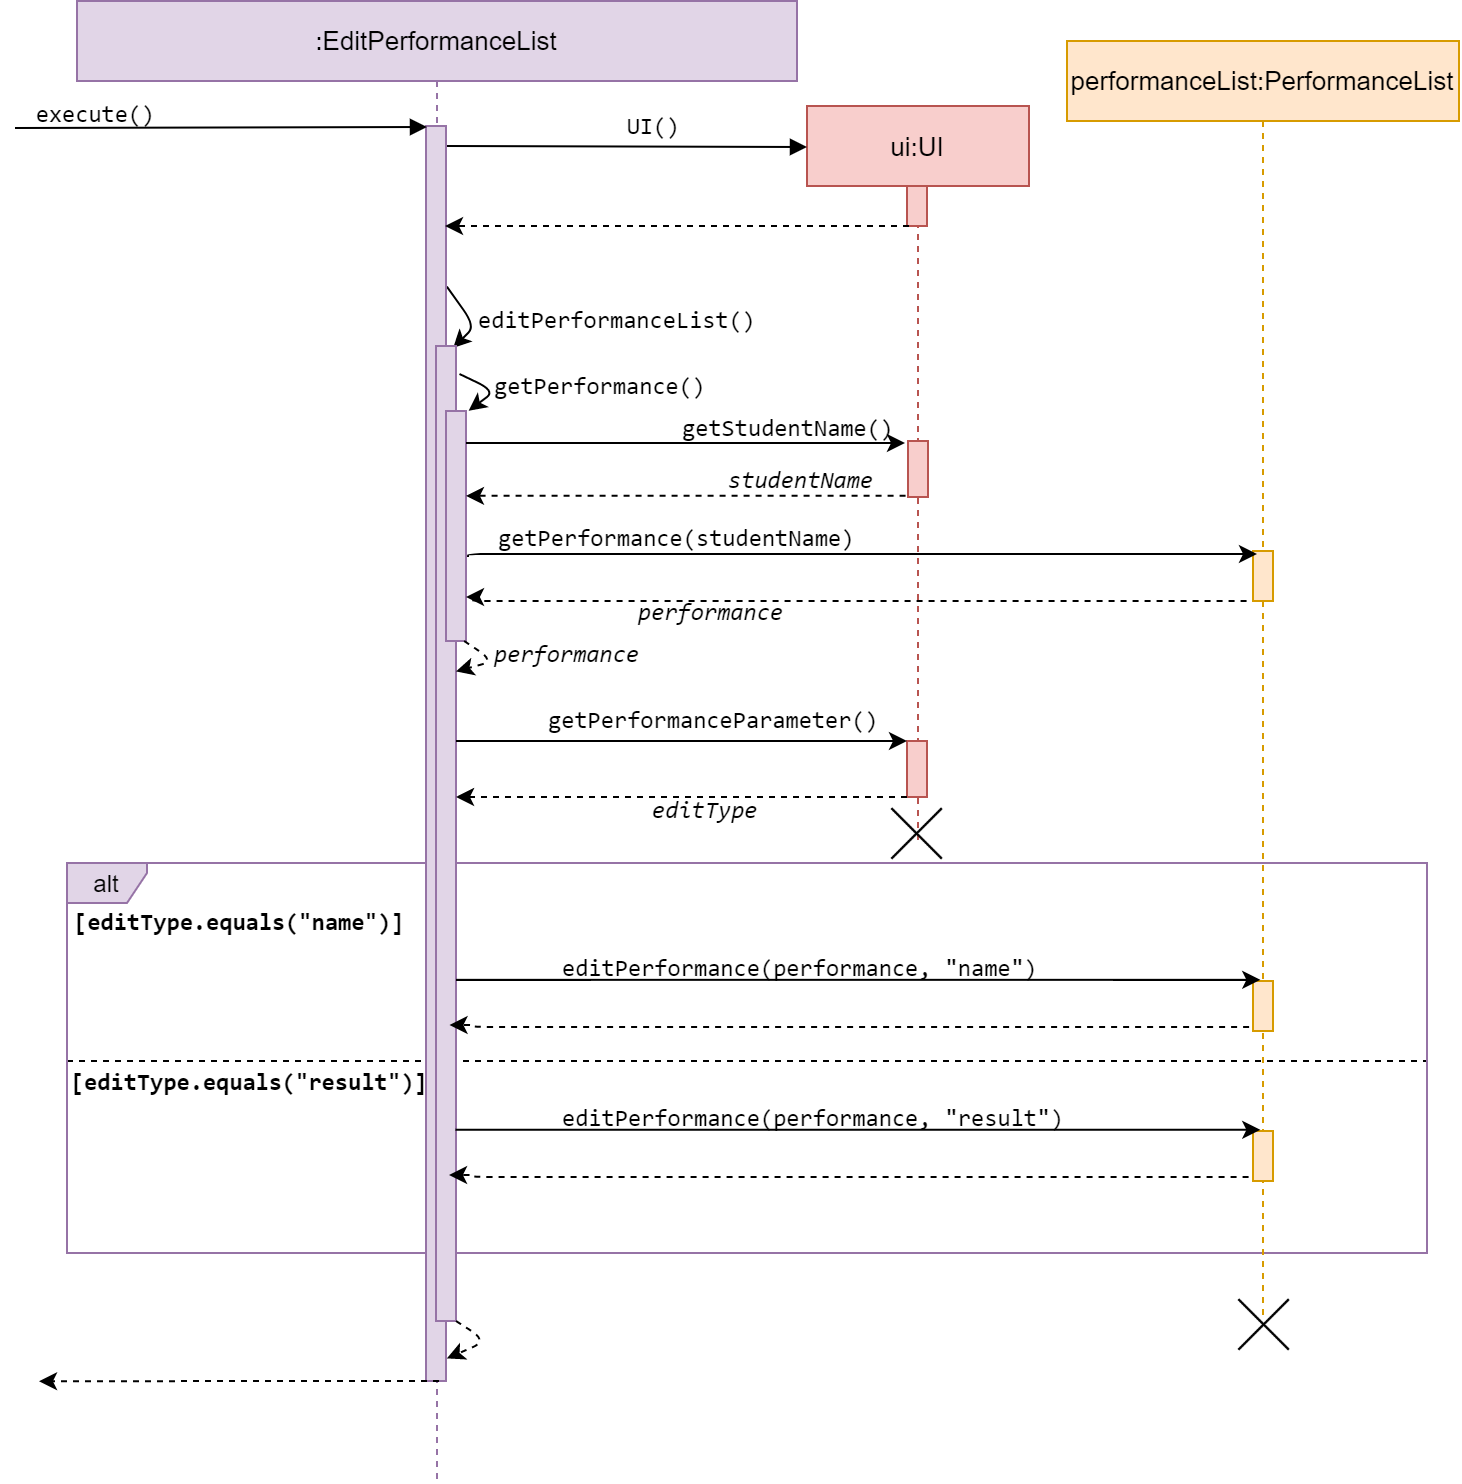 :EditPerformanceList
performanceList:PerformanceList
execute()
UI()
ui:UI
editPerformanceList()
getPerformance()
getStudentName()
studentName
getPerformance(studentName)
performance
performance
getPerformanceParameter()
editType
alt
[editType.equals("name")]
editPerformance(performance, "name")
[editType.equals("result")]
editPerformance(performance, "result")